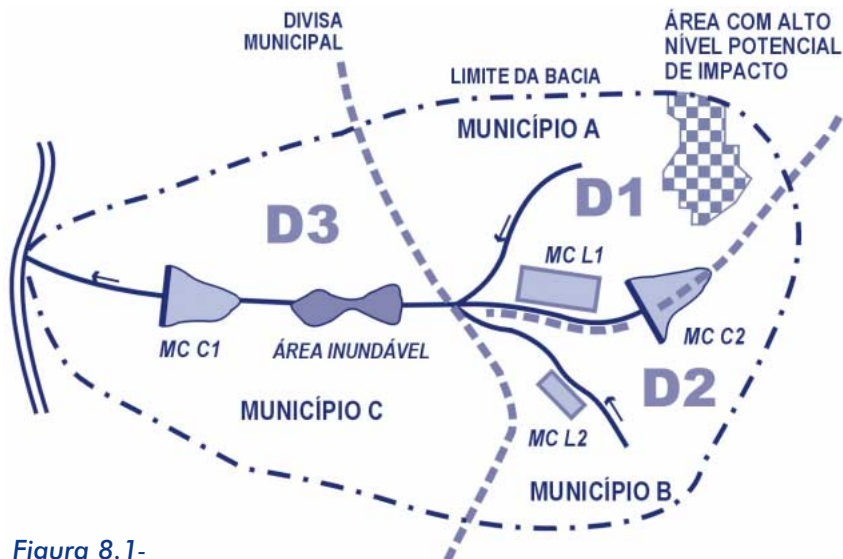 DIVISA
MUNICIPAL
ÁREA COM ALTO
NÍVEL POTENCIAL
DE IMPACTO
LIMITE DA BACIA
MUNICÍPIO A
D1
D3
MC L1
MC C1
ÁREA INUNDÁVEL
MC C2
D2
MUNICÍPIO C
MC L2
MUNICÍPIO B
Figura 8.1-